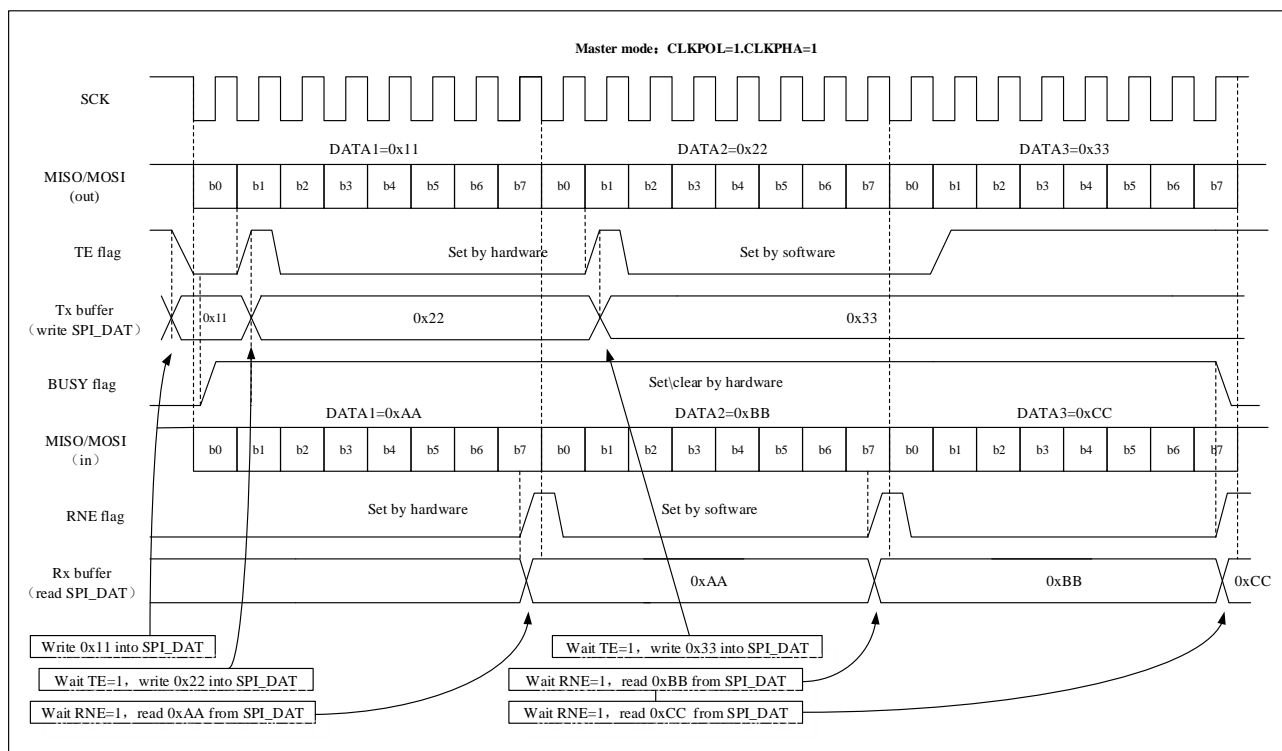 Master mode：CLKPOL=1.CLKPHA=1
SCK
DATA1=0x11 DATA2=0x22 DATA3=0x33
MISO/MOSI
(out)
b0 b1 b2 b3 b4 b5 b6 b7 b0 b1 b2 b3 b4 b5 b6 b7 b0 b1 b2 b3 b4 b5 b6 b7
TE flag
Set by hardware Set by software
Tx buffer
（write SPI_DAT）
0x11 0x22 0x33
BUSY flag
Set\clear by hardware
DATA1=0xAA DATA2=0xBB DATA3=0xCC
MISO/MOSI
（in）
b0 b1 b2 b3 b4 b5 b6 b7 b0 b1 b2 b3 b4 b5 b6 b7 b0 b1 b2 b3 b4 b5 b6 b7
RNE flag
Set by hardware Set by software
Rx buffer
（read SPI_DAT）
0xAA 0xBB 0xCC
Write 0x11 into SPI_DAT
Wait TE=1，write 0x33 into SPI_DAT
Wait TE=1，write 0x22 into SPI_DAT
Wait RNE=1，read 0xBB from SPI_DAT
Wait RNE=1，read 0xAA from SPI_DAT
Wait RNE=1，read 0xCC from SPI_DAT